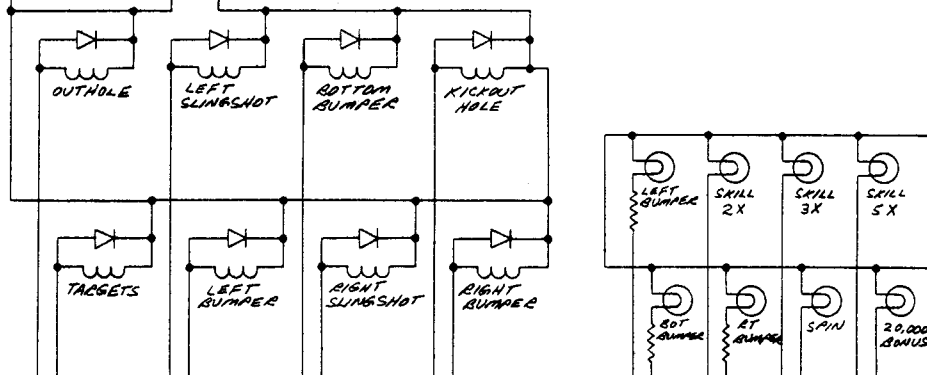 OUTHOLE
LEFT
SLINGSHOT
BOTTOM
BUMPER
KICKOUT
HOLE
LEFT
BUMPER
SKILL
2X
SKILL
3X
SKILL
5X
TARGETS
LEFT
BUMPER
RIGHT
SLINGSHOT
RIGHT
BUMPER
BOT
BUMPER
RT
BUMPER
SPIN
20,000
BONUS